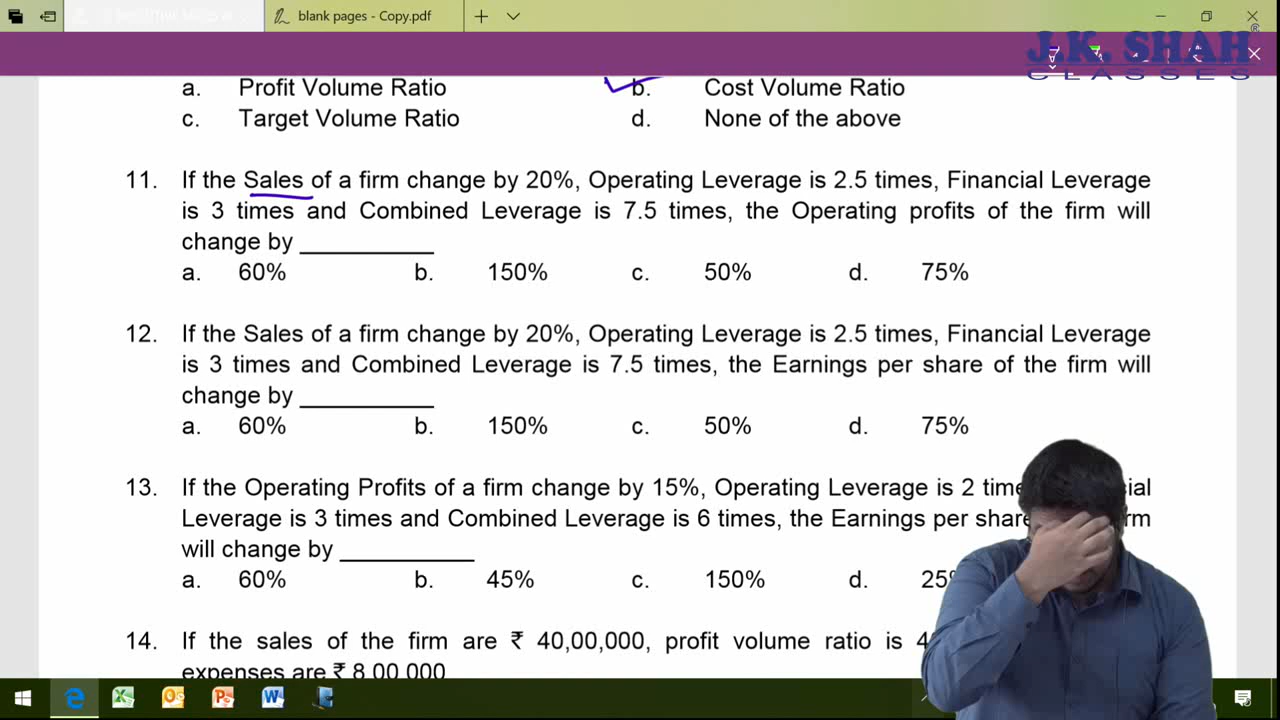 blank pages - Copy.pdf
J.K. SHAH
CLASSES
a. Profit Volume Ratio b. Cost Volume Ratio
c. Target Volume Ratio d. None of the above
11. If the Sales of a firm change by 20%, Operating Leverage is 2.5 times, Financial Leverage
is 3 times and Combined Leverage is 7.5 times, the Operating profits of the firm will
change by __________
a. 60% b. 150% c. 50% d. 75%
12. If the Sales of a firm change by 20%, Operating Leverage is 2.5 times, Financial Leverage
is 3 times and Combined Leverage is 7.5 times, the Earnings per share of the firm will
change by __________
a. 60% b. 150% c. 50% d. 75%
13. If the Operating Profits of a firm change by 15%, Operating Leverage is 2
Leverage is 3 times and Combined Leverage is 6 times, the Earnings per
will change by __________
a. 60% b. 45% c. 150% d.
14. If the sales of the firm are ₹ 40,00,000, profit volume ratio is
expenses are ₹ 8,00,000